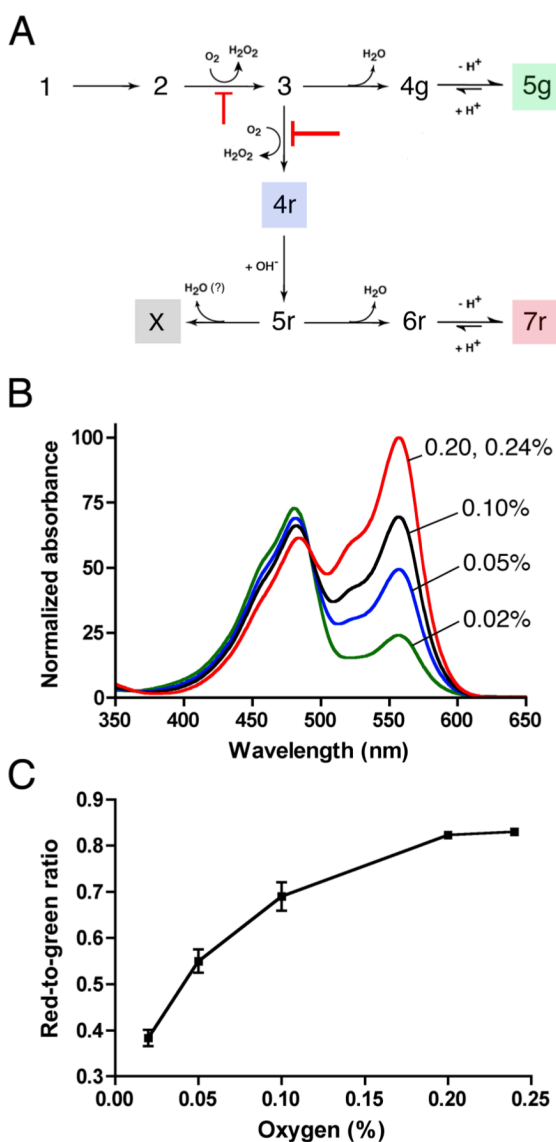 A
O₂ H₂O₂ H₂O - H⁺
1 2 3 4g 5g
+ H⁺
O₂
H₂O₂
4r
+ OH⁻
H₂O (?) H₂O - H⁺
X 5r 6r 7r
+ H⁺
B
Normalized absorbance
100
75
50
25
0
0.20, 0.24%
0.10%
0.05%
0.02%
350 400 450 500 550 600 650
Wavelength (nm)
C
Red-to-green ratio
0.9
0.8
0.7
0.6
0.5
0.4
0.3
0.00 0.05 0.10 0.15 0.20 0.25
Oxygen (%)